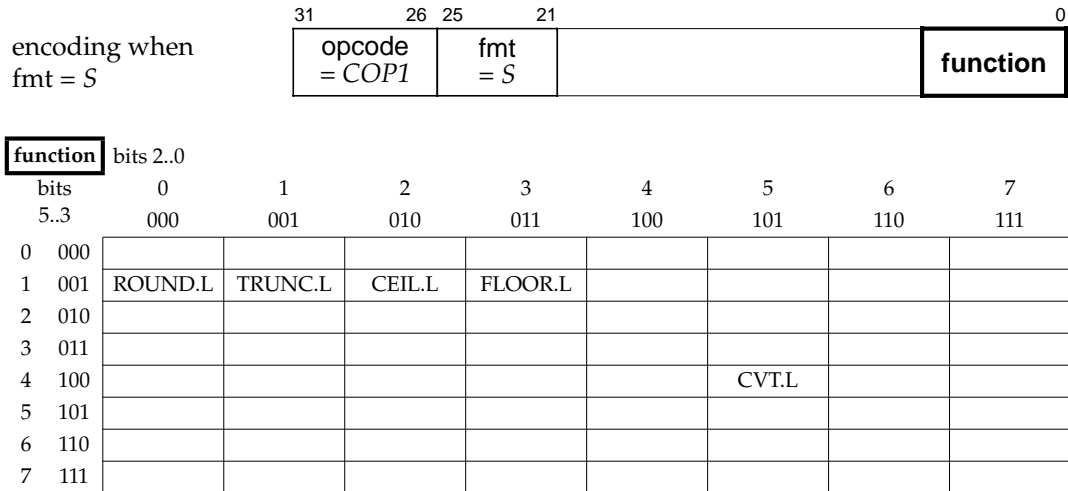 31 26 25 21 0
encoding when fmt = S
opcode = COP1
fmt = S
function
function bits 2..0
bits 0 1 2 3 4 5 6 7
5..3 000 001 010 011 100 101 110 111
0 000
1 001 ROUND.L TRUNC.L CEIL.L FLOOR.L
2 010
3 011
4 100 CVT.L
5 101
6 110
7 111